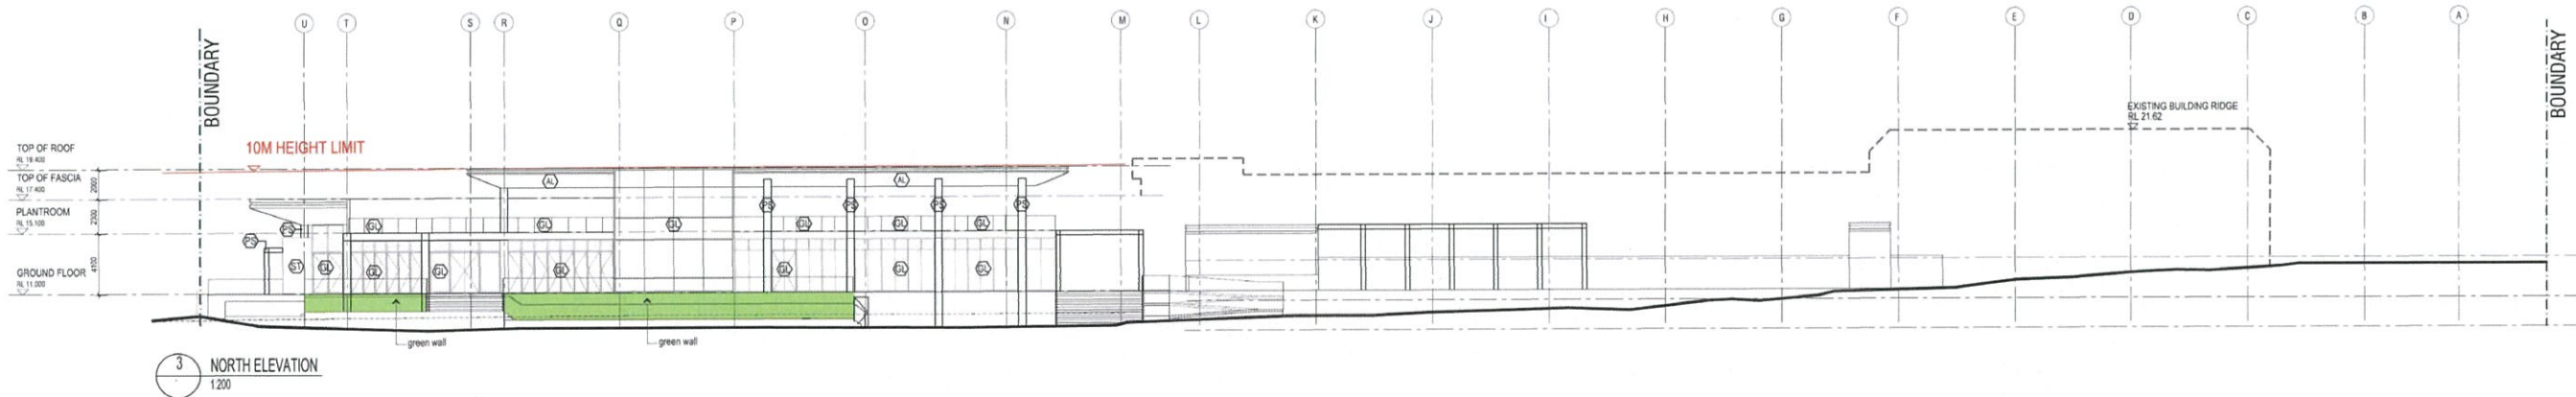 U T S R Q P O N M L K J I H G F E D C B A
BOUNDARY
BOUNDARY
EXISTING BUILDING RIDGE
RL 21.62
10M HEIGHT LIMIT
TOP OF ROOF
RL 19.400
TOP OF FASCIA
RL 17.400
2000
PLANTROOM
RL 15.100
2300
GROUND FLOOR
RL 11.000
4100
AL AL
PS PS PS PS
GL GL GL GL GL GL
PS
PS
ST GL GL GL GL GL GL GL
green wall
green wall
3 NORTH ELEVATION
1:200